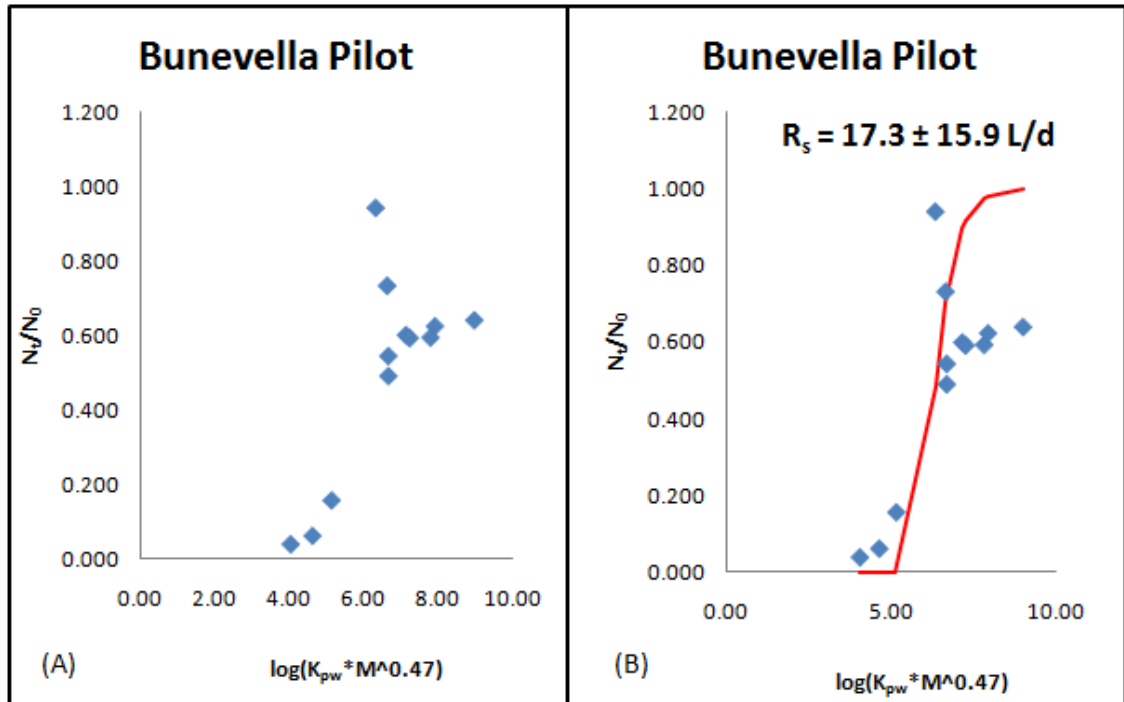 Bunevella Pilot
1.200
1.000
0.800
0.600
0.400
0.200
0.000
Nₜ/N₀
0.00 2.00 4.00 6.00 8.00 10.00
(A)
log(Kpw*M^0.47)
Bunevella Pilot
Rₛ = 17.3 ± 15.9 L/d
1.200
1.000
0.800
0.600
0.400
0.200
0.000
Nₜ/N₀
0.00 5.00 10.00
(B)
log(Kpw*M^0.47)